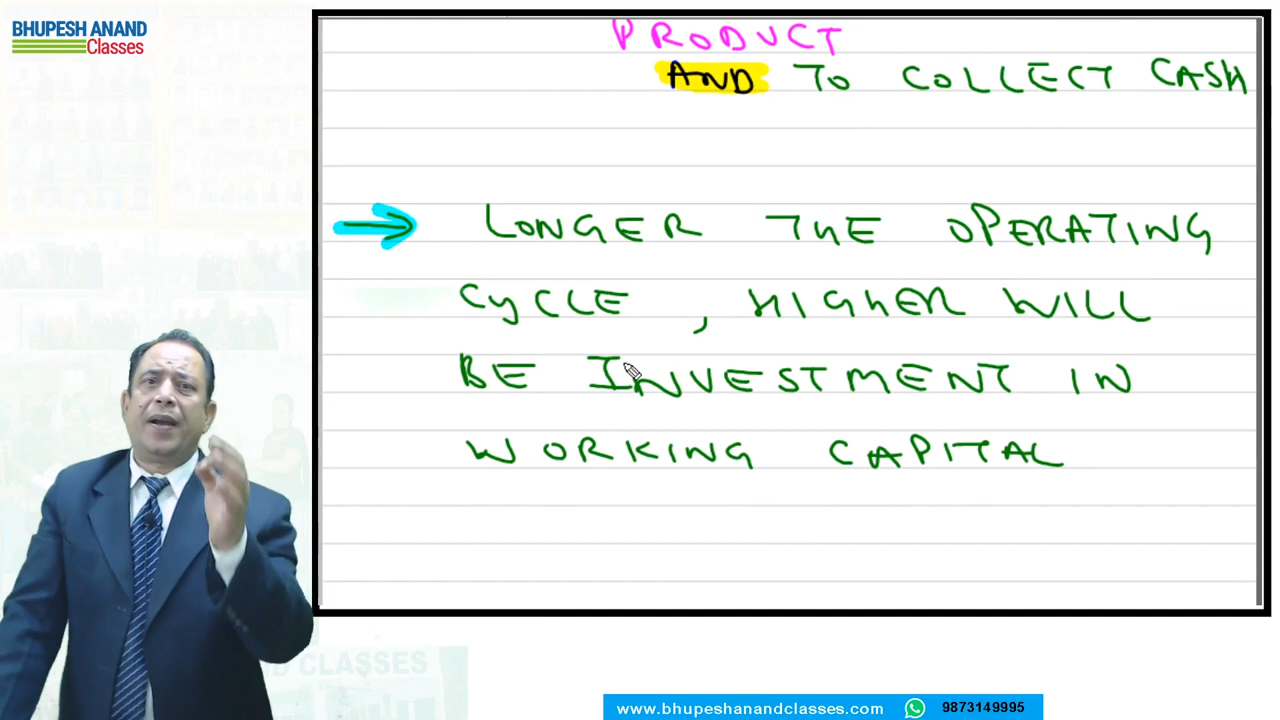 BHUPESH ANAND
Classes
PRODUCT
AND TO COLLECT CASH
LONGER THE OPERATING
CYCLE, HIGHER WILL
BE INVESTMENT IN
WORKING CAPITAL
CLASSES
www.bhupeshanandclasses.com 9873149995